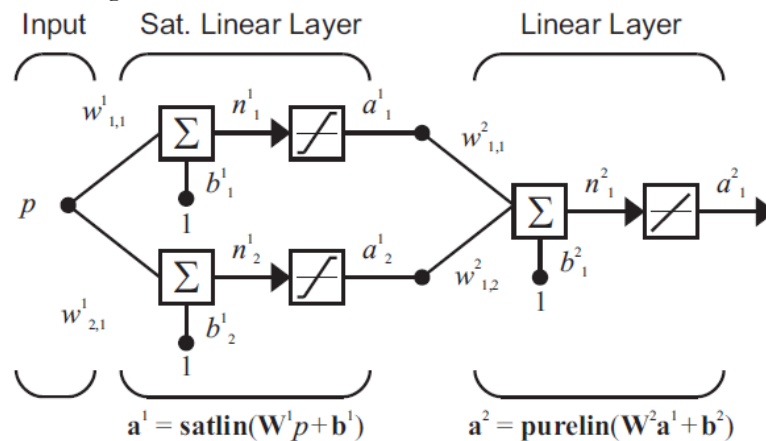 Input Sat. Linear Layer Linear Layer
w¹₁,₁ n¹₁ a¹₁ w²₁,₁
Σ
b¹₁ n²₁ a²₁
p 1 Σ
n¹₂ a¹₂ b²₁
Σ w²₁,₂ 1
w¹₂,₁ b¹₂
1
a¹ = satlin(W¹p+b¹) a² = purelin(W²a¹+b²)